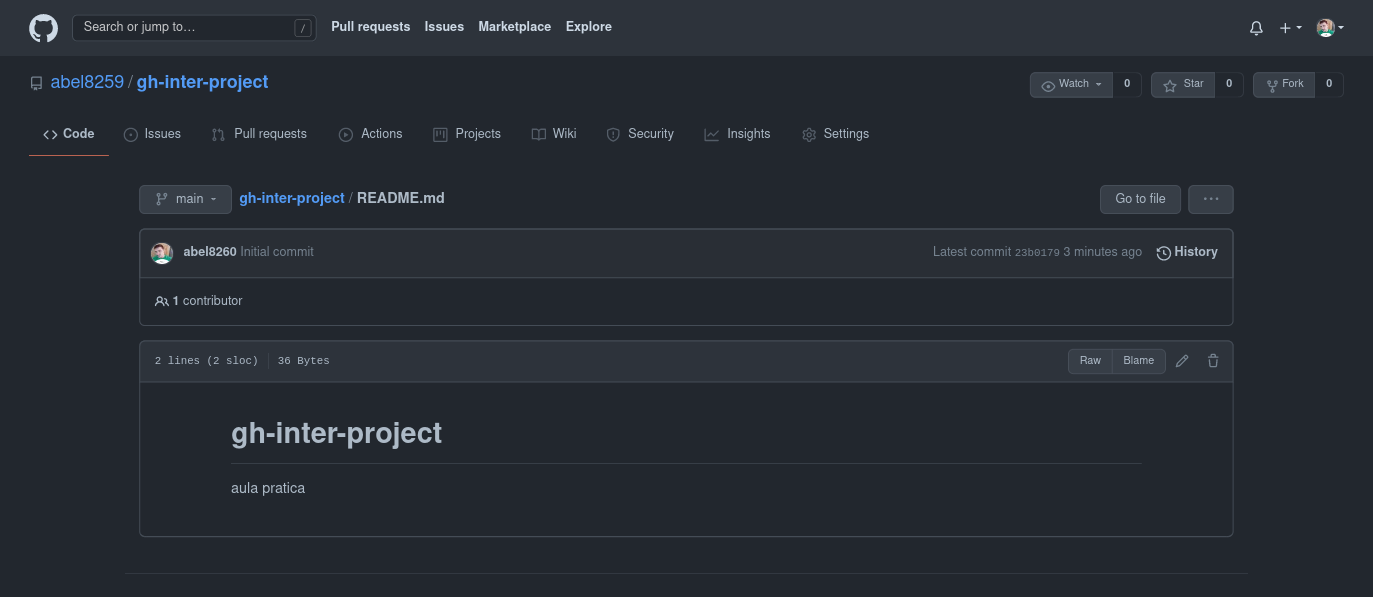 Search or jump to… / Pull requests Issues Marketplace Explore
abel8259 / gh-inter-project Watch 0 Star 0 Fork 0
Code Issues Pull requests Actions Projects Wiki Security Insights Settings
main gh-inter-project / README.md Go to file ...
abel8260 Initial commit Latest commit 23b0179 3 minutes ago History
1 contributor
2 lines (2 sloc) 36 Bytes Raw Blame
gh-inter-project
aula pratica